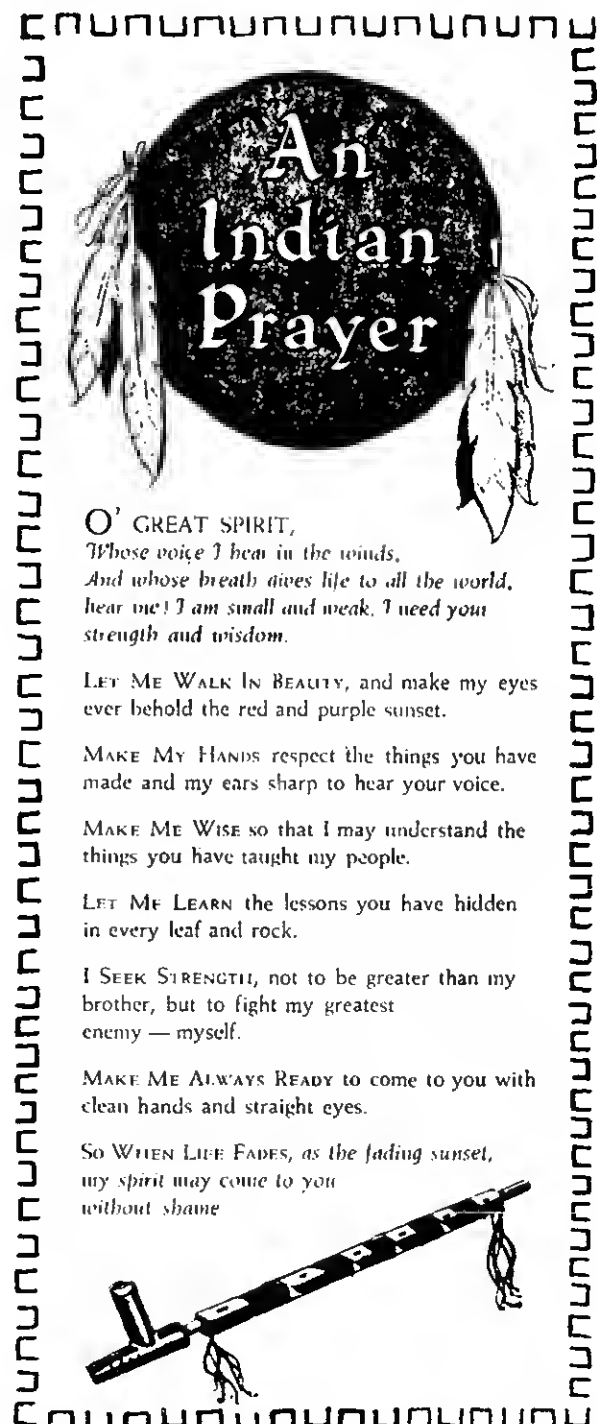 An
Indian
Prayer
O' GREAT SPIRIT,
Whose voice I hear in the winds,
And whose breath gives life to all the world,
hear me! I am small and weak. I need your
strength and wisdom.
LET ME WALK IN BEAUTY, and make my eyes
ever behold the red and purple sunset.
MAKE MY HANDS respect the things you have
made and my ears sharp to hear your voice.
MAKE ME WISE so that I may understand the
things you have taught my people.
LET ME LEARN the lessons you have hidden
in every leaf and rock.
I SEEK STRENGTH, not to be greater than my
brother, but to fight my greatest
enemy — myself.
MAKE ME ALWAYS READY to come to you with
clean hands and straight eyes.
SO WHEN LIFE FADES, as the fading sunset,
my spirit may come to you
without shame